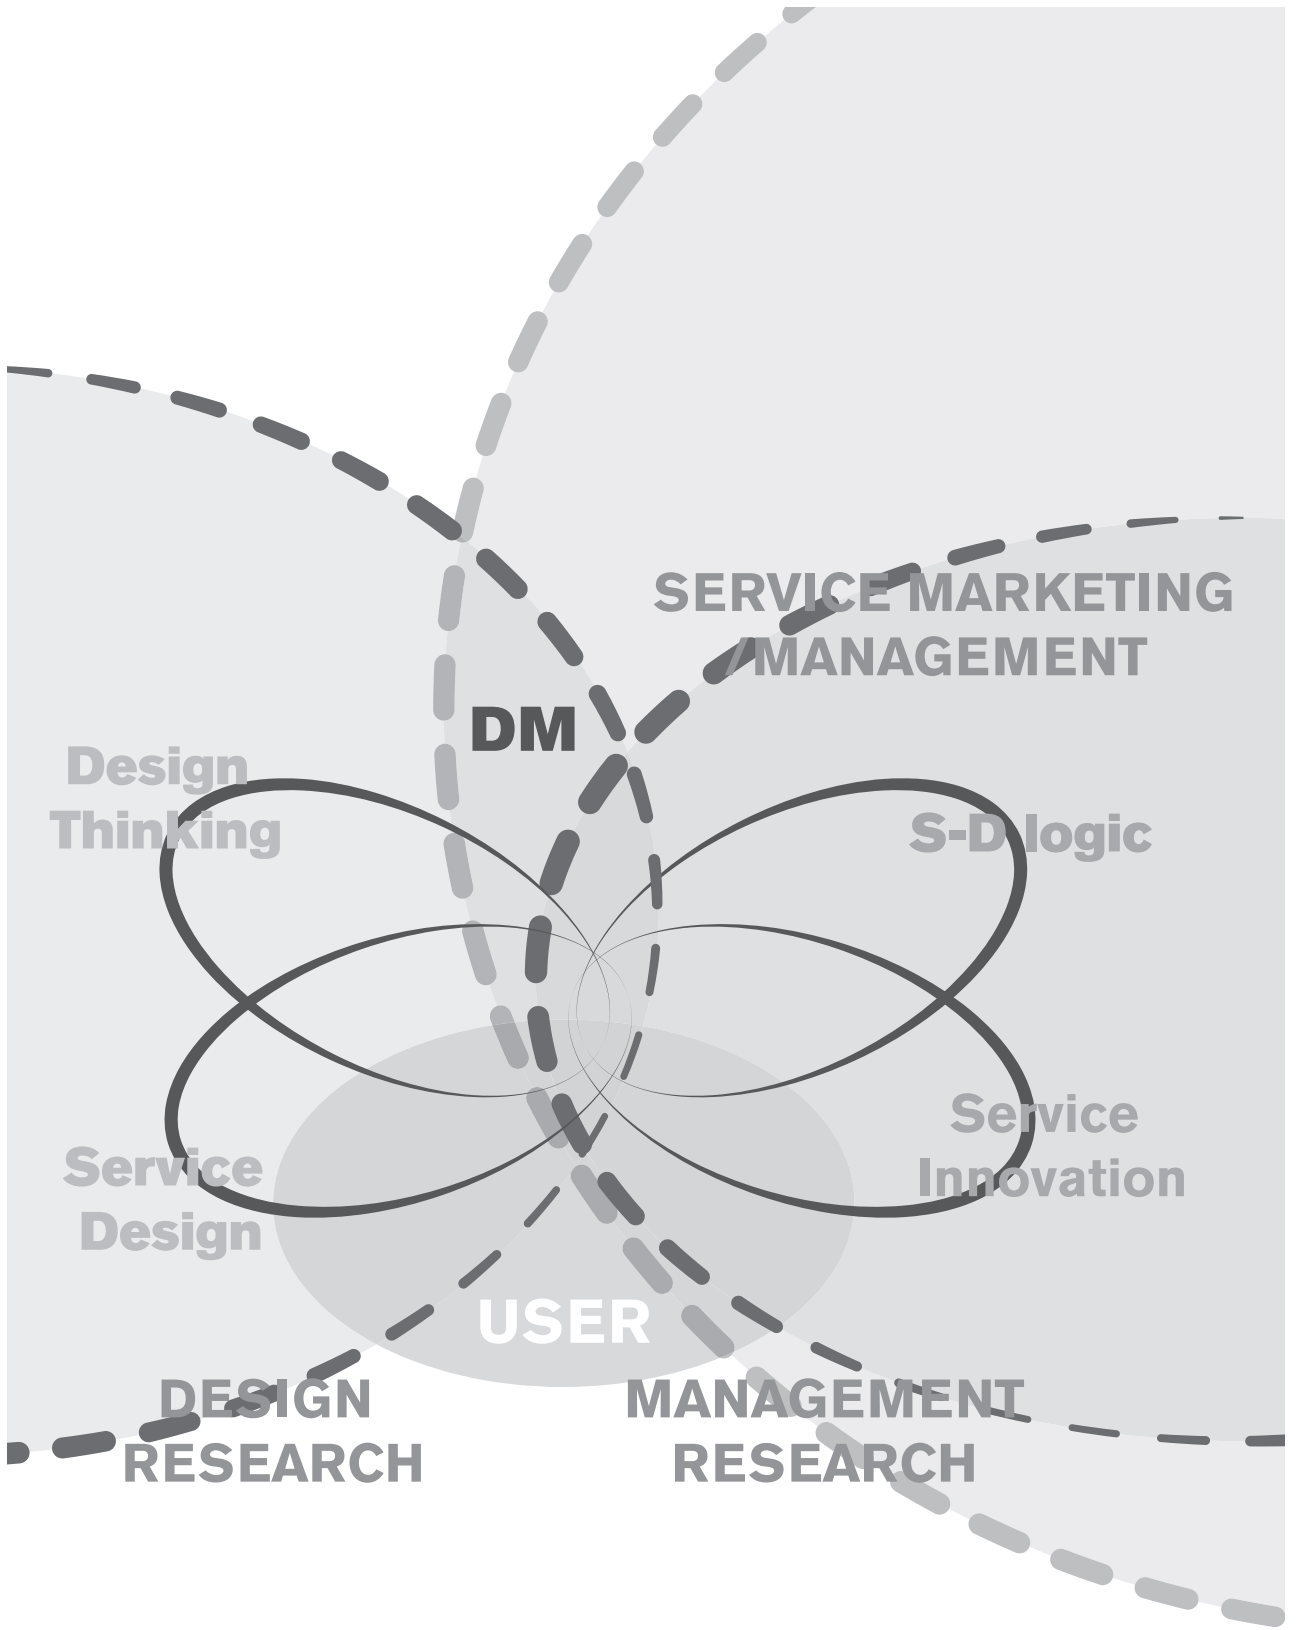 SERVICE MARKETING
/MANAGEMENT
DM
Design
Thinking
S-D logic
Service
Innovation
Service
Design
USER
DESIGN
RESEARCH
MANAGEMENT
RESEARCH